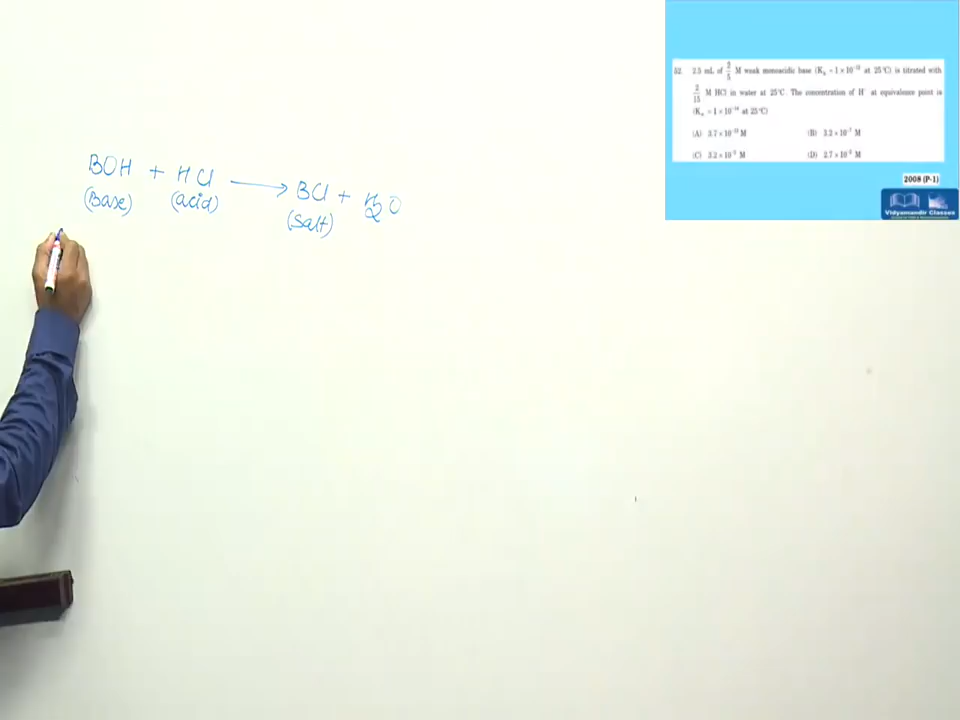 BOH + HCl ⟶ BCl + H₂O
(Base) (acid) (Salt)
52. 2.5 mL of 2/5 M weak monoacidic base (K_b = 1 × 10⁻¹² at 25°C) is titrated with
2/15 M HCl in water at 25°C. The concentration of H⁺ at equivalence point is
(K_w = 1 × 10⁻¹⁴ at 25°C)
(A) 3.7 × 10⁻¹³ M (B) 3.2 × 10⁻⁷ M
(C) 3.2 × 10⁻² M (D) 2.7 × 10⁻² M
2008 (P-1)
Vidyamandir Classes